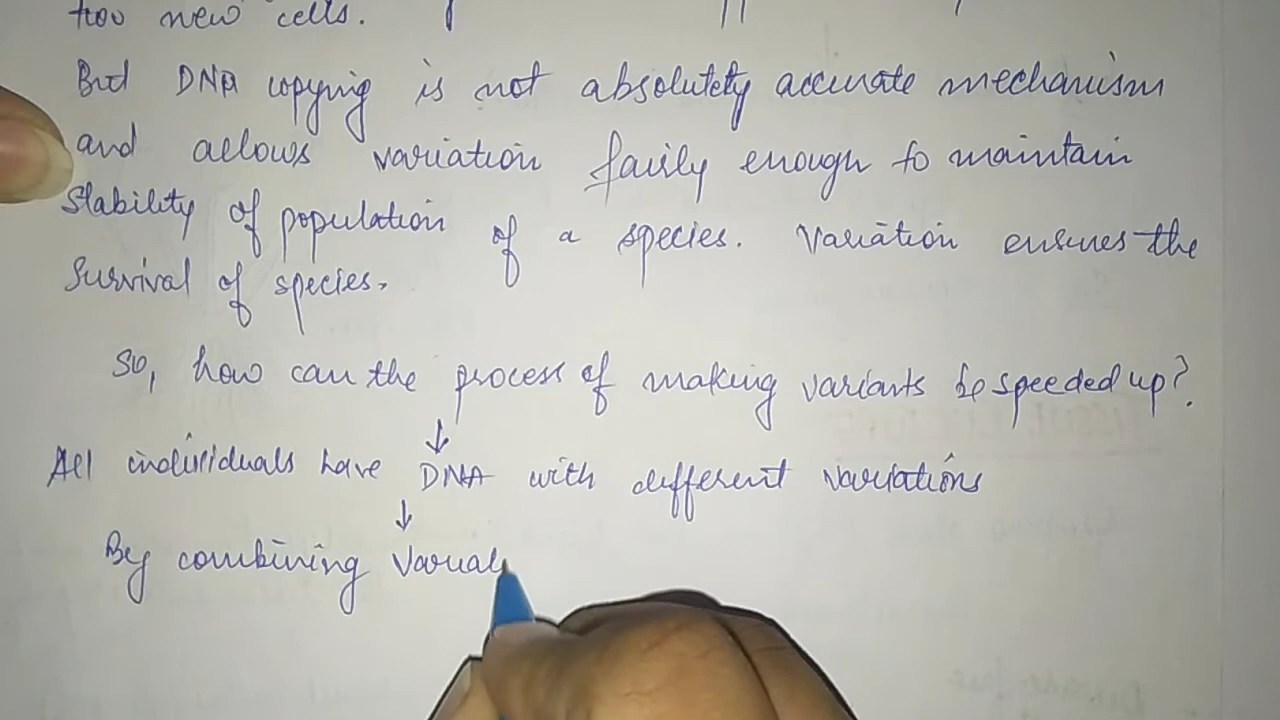 two new cells.
But DNA copying is not absolutely accurate mechanism
and allows variation fairly enough to maintain
Stability of population of a species. Variation ensures the
Survival of species.
So, how can the process of making variants be speeded up?
↓
All individuals have DNA with different variations
↓
By combining Variat